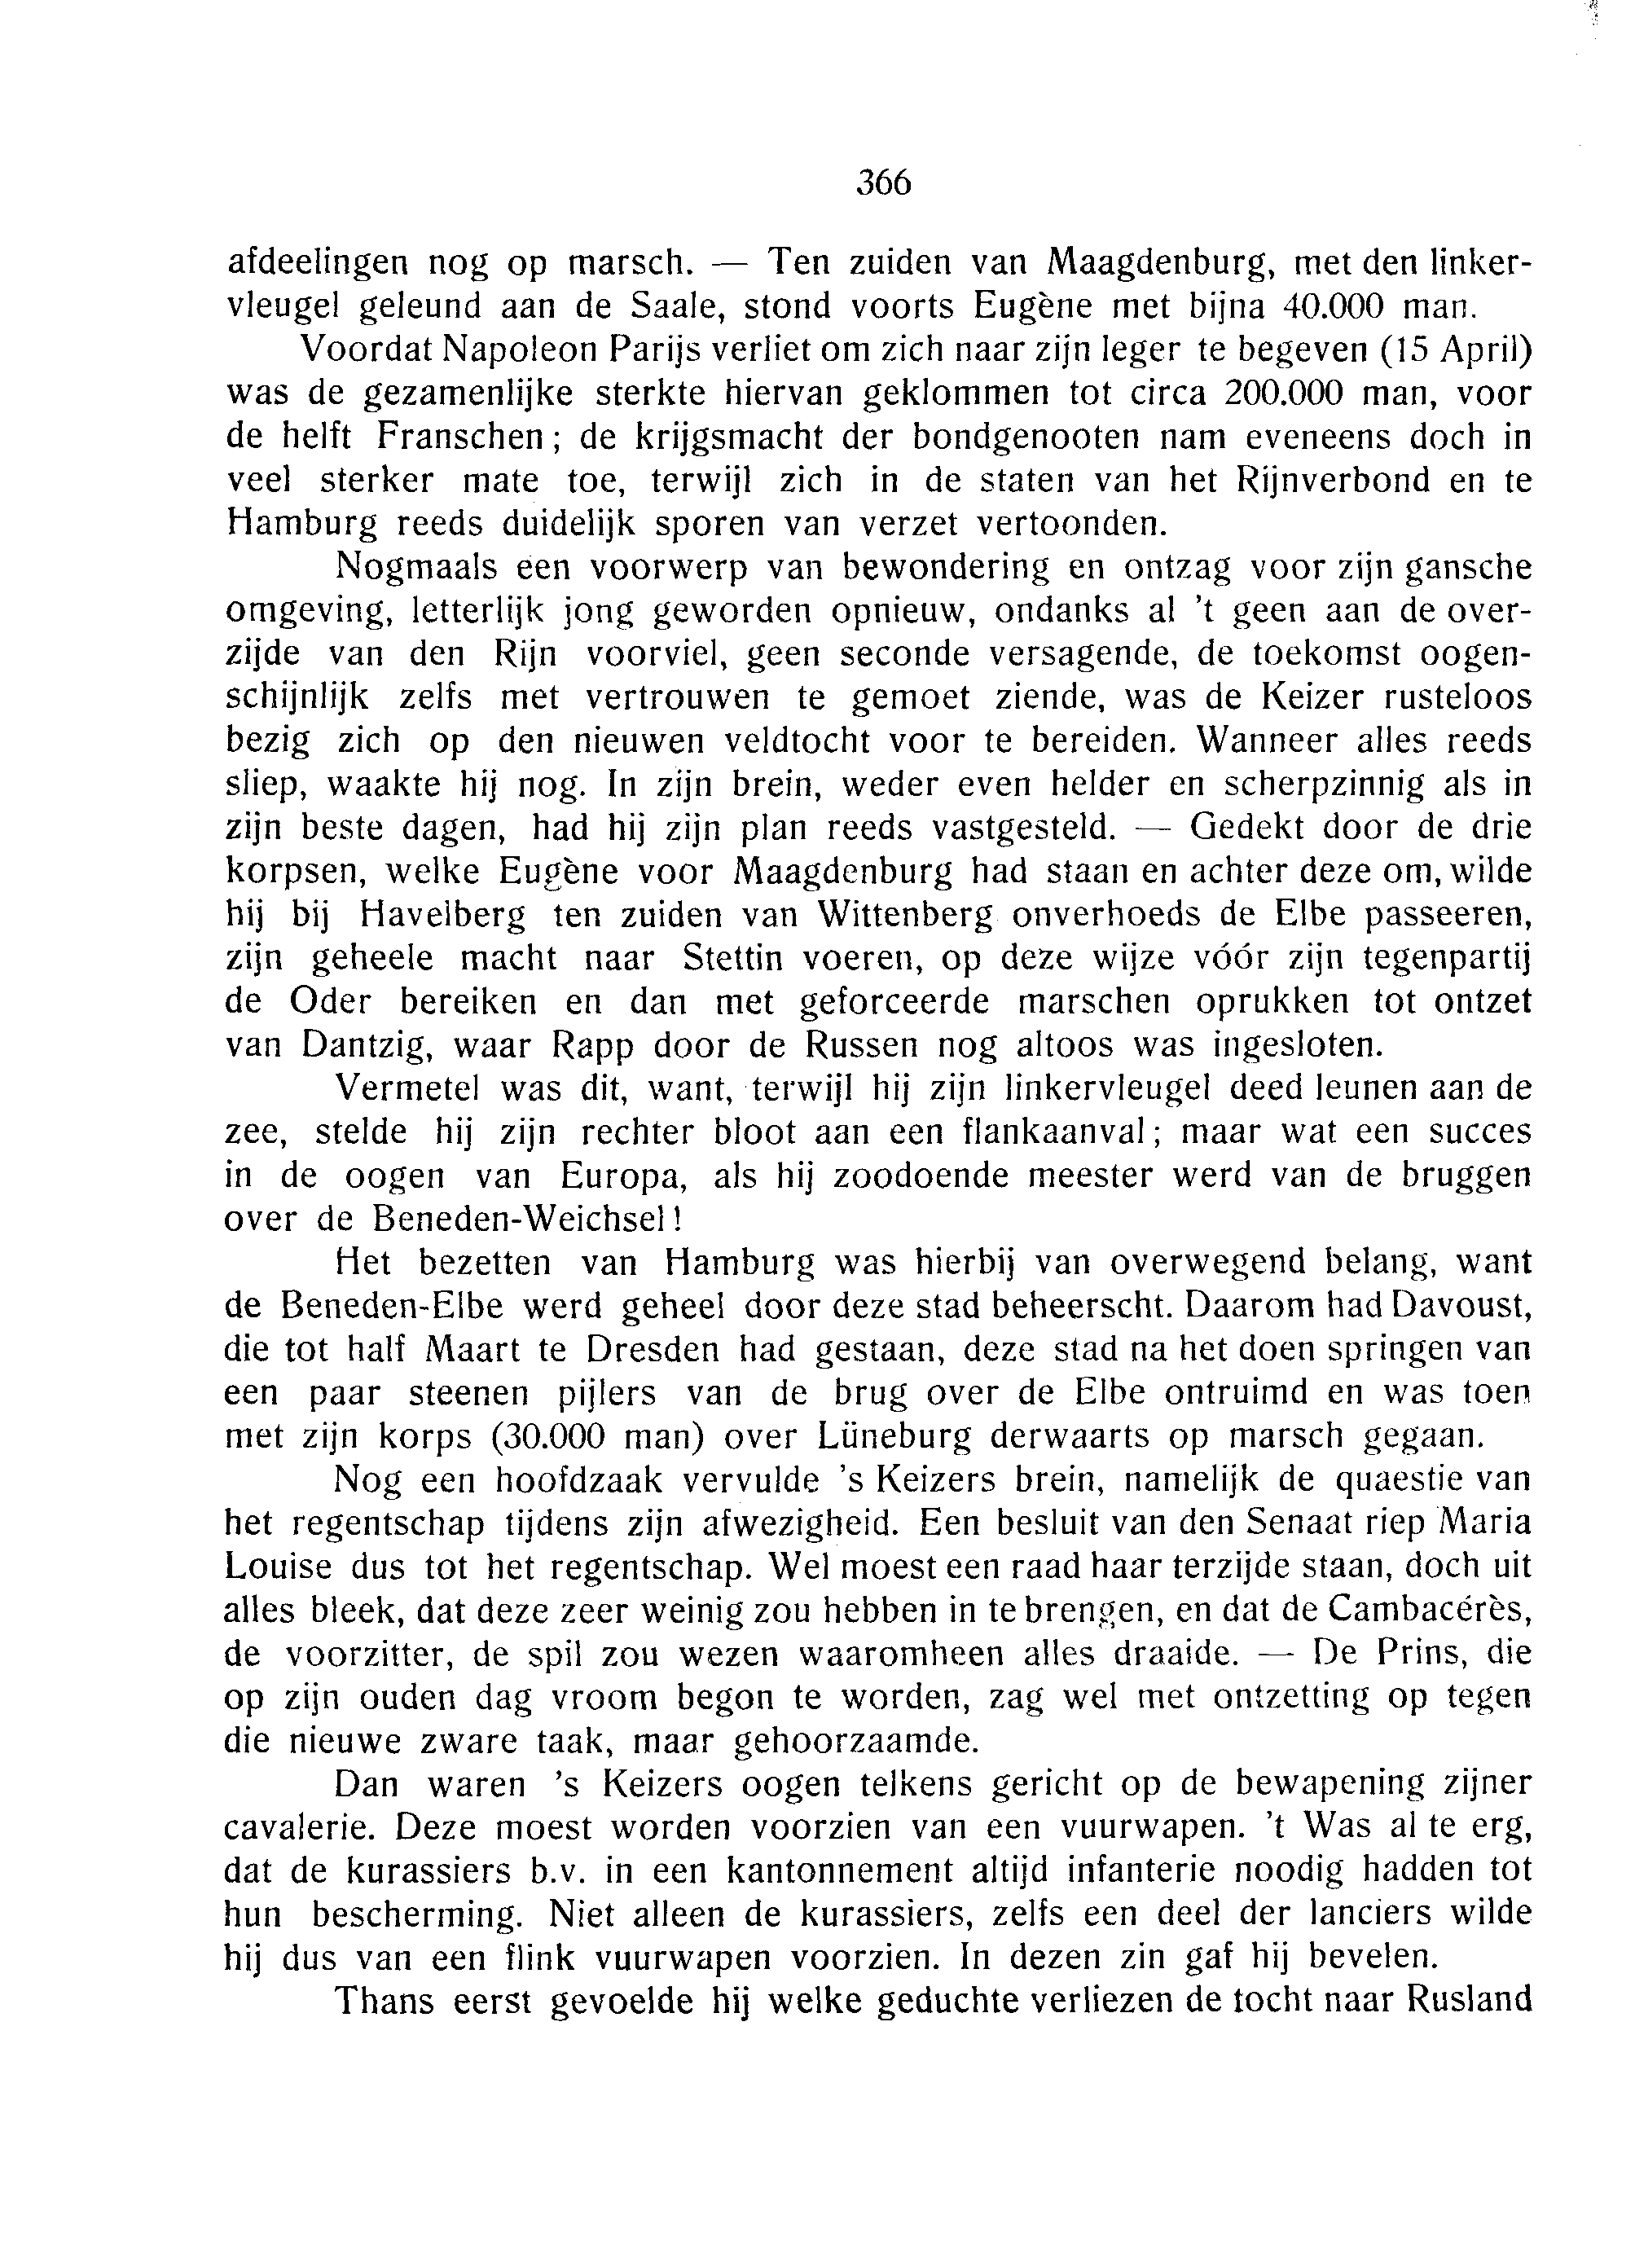 366
afdeelingen nog op marsch. — Ten zuiden van Maagdenburg, met den linker-
vleugel geleund aan de Saale, stond voorts Eugène met bijna 40.000 man.
Voordat Napoleon Parijs verliet om zich naar zijn leger te begeven (15 April)
was de gezamenlijke sterkte hiervan geklommen tot circa 200.000 man, voor
de helft Franschen; de krijgsmacht der bondgenooten nam eveneens doch in
veel sterker mate toe, terwijl zich in de staten van het Rijnverbond en te
Hamburg reeds duidelijk sporen van verzet vertoonden.
Nogmaals een voorwerp van bewondering en ontzag voor zijn gansche
omgeving, letterlijk jong geworden opnieuw, ondanks al 't geen aan de over-
zijde van den Rijn voorviel, geen seconde versagende, de toekomst oogen-
schijnlijk zelfs met vertrouwen te gemoet ziende, was de Keizer rusteloos
bezig zich op den nieuwen veldtocht voor te bereiden. Wanneer alles reeds
sliep, waakte hij nog. In zijn brein, weder even helder en scherpzinnig als in
zijn beste dagen, had hij zijn plan reeds vastgesteld. — Gedekt door de drie
korpsen, welke Eugène voor Maagdenburg had staan en achter deze om, wilde
hij bij Havelberg ten zuiden van Wittenberg onverhoeds de Elbe passeeren,
zijn geheele macht naar Stettin voeren, op deze wijze vóór zijn tegenpartij
de Oder bereiken en dan met geforceerde marschen oprukken tot ontzet
van Dantzig, waar Rapp door de Russen nog altoos was ingesloten.
Vermetel was dit, want, terwijl hij zijn linkervleugel deed leunen aan de
zee, stelde hij zijn rechter bloot aan een flankaanval; maar wat een succes
in de oogen van Europa, als hij zoodoende meester werd van de bruggen
over de Beneden-Weichsel!
Het bezetten van Hamburg was hierbij van overwegend belang, want
de Beneden-Elbe werd geheel door deze stad beheerscht. Daarom had Davoust,
die tot half Maart te Dresden had gestaan, deze stad na het doen springen van
een paar steenen pijlers van de brug over de Elbe ontruimd en was toen
met zijn korps (30.000 man) over Lüneburg derwaarts op marsch gegaan.
Nog een hoofdzaak vervulde 's Keizers brein, namelijk de quaestie van
het regentschap tijdens zijn afwezigheid. Een besluit van den Senaat riep Maria
Louise dus tot het regentschap. Wel moest een raad haar terzijde staan, doch uit
alles bleek, dat deze zeer weinig zou hebben in te brengen, en dat de Cambacérès,
de voorzitter, de spil zou wezen waaromheen alles draaide. — De Prins, die
op zijn ouden dag vroom begon te worden, zag wel met ontzetting op tegen
die nieuwe zware taak, maar gehoorzaamde.
Dan waren 's Keizers oogen telkens gericht op de bewapening zijner
cavalerie. Deze moest worden voorzien van een vuurwapen. 't Was al te erg,
dat de kurassiers b.v. in een kantonnement altijd infanterie noodig hadden tot
hun bescherming. Niet alleen de kurassiers, zelfs een deel der lanciers wilde
hij dus van een flink vuurwapen voorzien. In dezen zin gaf hij bevelen.
Thans eerst gevoelde hij welke geduchte verliezen de tocht naar Rusland